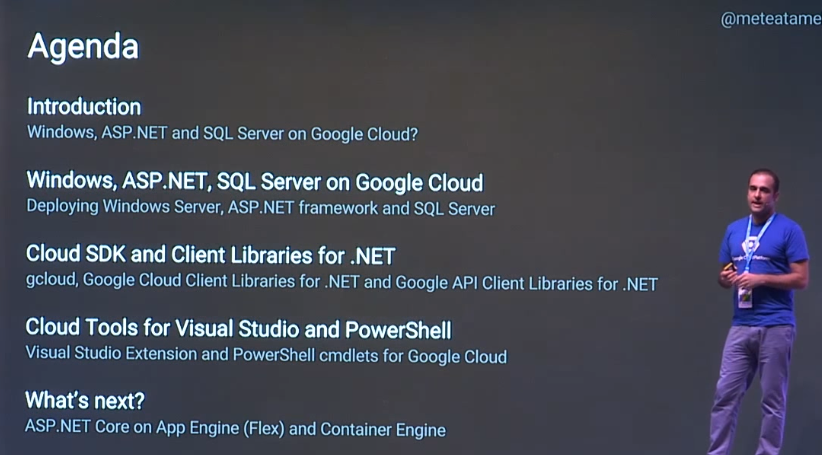 @meteatame
Agenda
Introduction
Windows, ASP.NET and SQL Server on Google Cloud?
Windows, ASP.NET, SQL Server on Google Cloud
Deploying Windows Server, ASP.NET framework and SQL Server
Cloud SDK and Client Libraries for .NET
gcloud, Google Cloud Client Libraries for .NET and Google API Client Libraries for .NET
Cloud Tools for Visual Studio and PowerShell
Visual Studio Extension and PowerShell cmdlets for Google Cloud
What's next?
ASP.NET Core on App Engine (Flex) and Container Engine